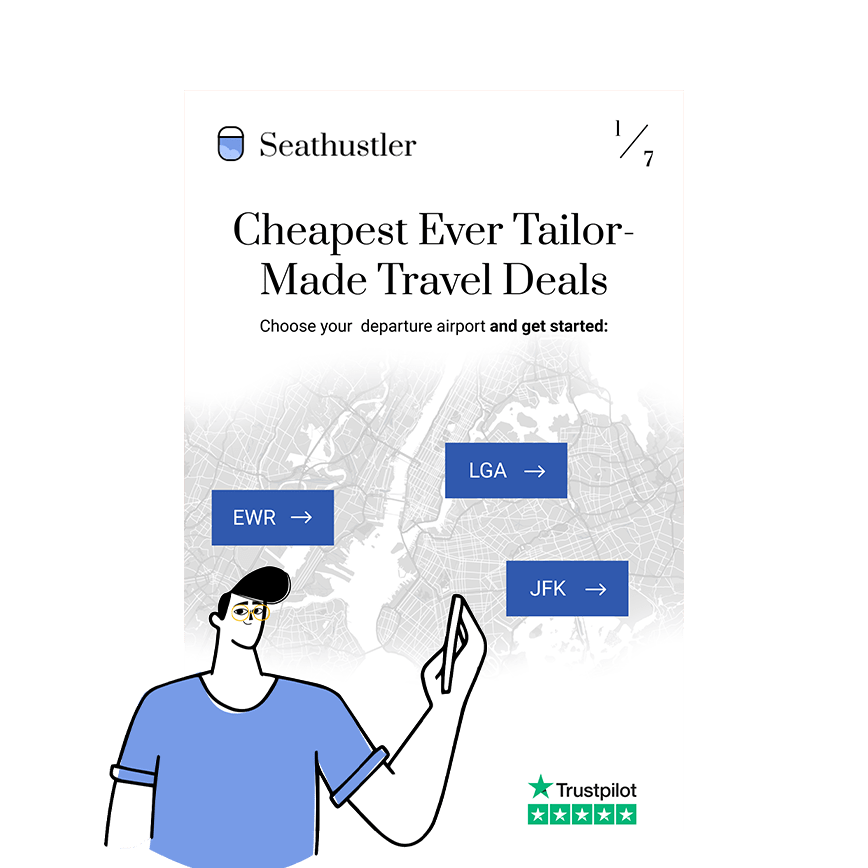 Seathustler
1/7
Cheapest Ever Tailor-
Made Travel Deals
Choose your  departure airport and get started:
LGA →
EWR →
JFK →
Trustpilot